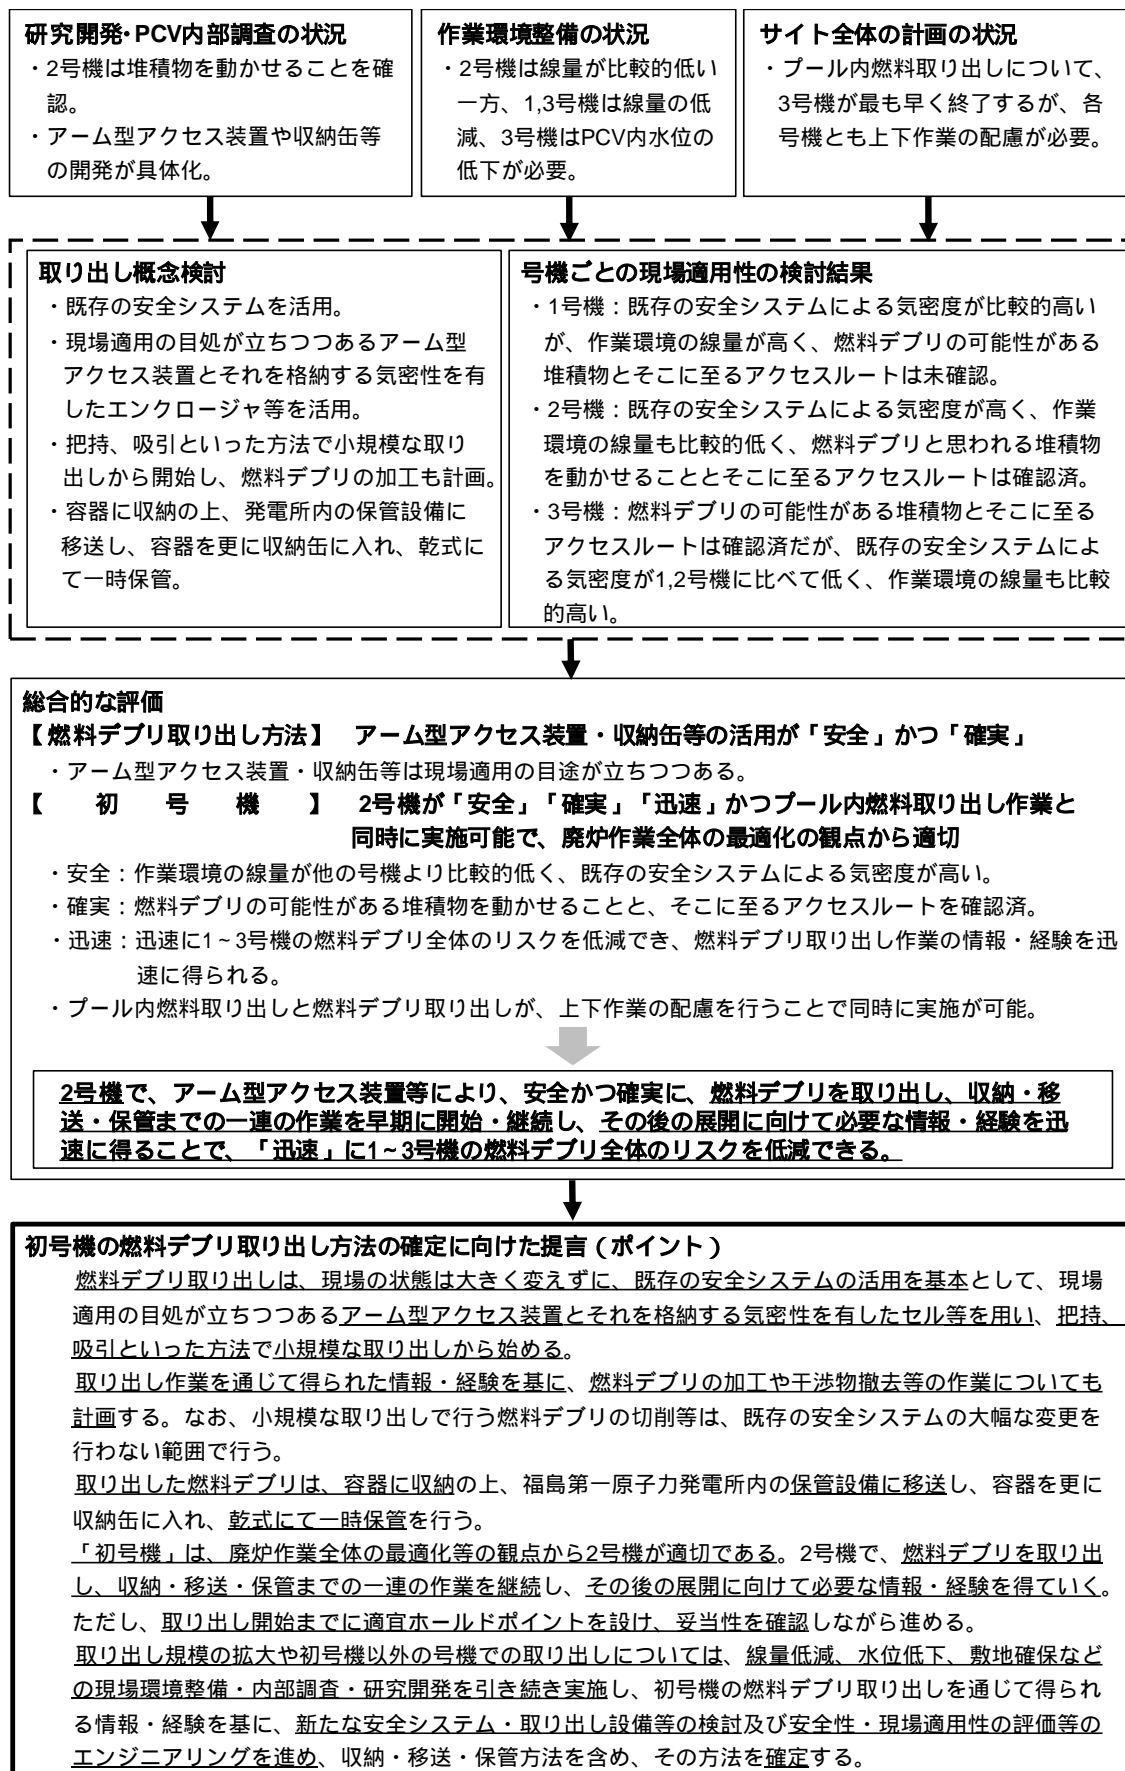 研究開発・PCV内部調査の状況
・2号機は堆積物を動かせることを確
認。
・アーム型アクセス装置や収納缶等
の開発が具体化。
作業環境整備の状況
・2号機は線量が比較的低い
一方、1,3号機は線量の低
減、3号機はPCV内水位の
低下が必要。
サイト全体の計画の状況
・プール内燃料取り出しについて、
3号機が最も早く終了するが、各
号機とも上下作業の配慮が必要。
取り出し概念検討
・既存の安全システムを活用。
・現場適用の目処が立ちつつあるアーム型
アクセス装置とそれを格納する気密性を有
したエンクロージャ等を活用。
・把持、吸引といった方法で小規模な取り
出しから開始し、燃料デブリの加工も計画。
・容器に収納の上、発電所内の保管設備に
移送し、容器を更に収納缶に入れ、乾式に
て一時保管。
号機ごとの現場適用性の検討結果
・1号機：既存の安全システムによる気密度が比較的高い
が、作業環境の線量が高く、燃料デブリの可能性がある
堆積物とそこに至るアクセスルートは未確認。
・2号機：既存の安全システムによる気密度が高く、作業
環境の線量も比較的低く、燃料デブリと思われる堆積物
を動かせることとそこに至るアクセスルートは確認済。
・3号機：燃料デブリの可能性がある堆積物とそこに至る
アクセスルートは確認済だが、既存の安全システムによ
る気密度が1,2号機に比べて低く、作業環境の線量も比較
的高い。
総合的な評価
【燃料デブリ取り出し方法】 アーム型アクセス装置・収納缶等の活用が「安全」かつ「確実」
・アーム型アクセス装置・収納缶等は現場適用の目途が立ちつつある。
【 初 号 機 】 2号機が「安全」「確実」「迅速」かつプール内燃料取り出し作業と
同時に実施可能で、廃炉作業全体の最適化の観点から適切
・安全：作業環境の線量が他の号機より比較的低く、既存の安全システムによる気密度が高い。
・確実：燃料デブリの可能性がある堆積物を動かせることと、そこに至るアクセスルートを確認済。
・迅速：迅速に1~3号機の燃料デブリ全体のリスクを低減でき、燃料デブリ取り出し作業の情報・経験を迅
速に得られる。
・プール内燃料取り出しと燃料デブリ取り出しが、上下作業の配慮を行うことで同時に実施が可能。
2号機で、アーム型アクセス装置等により、安全かつ確実に、燃料デブリを取り出し、収納・移
送・保管までの一連の作業を早期に開始・継続し、その後の展開に向けて必要な情報・経験を迅
速に得ることで、「迅速」に1~3号機の燃料デブリ全体のリスクを低減できる。
初号機の燃料デブリ取り出し方法の確定に向けた提言（ポイント）
燃料デブリ取り出しは、現場の状態は大きく変えずに、既存の安全システムの活用を基本として、現場
適用の目処が立ちつつあるアーム型アクセス装置とそれを格納する気密性を有したセル等を用い、把持、
吸引といった方法で小規模な取り出しから始める。
取り出し作業を通じて得られた情報・経験を基に、燃料デブリの加工や干渉物撤去等の作業についても
計画する。なお、小規模な取り出しで行う燃料デブリの切削等は、既存の安全システムの大幅な変更を
行わない範囲で行う。
取り出した燃料デブリは、容器に収納の上、福島第一原子力発電所内の保管設備に移送し、容器を更に
収納缶に入れ、乾式にて一時保管を行う。
「初号機」は、廃炉作業全体の最適化等の観点から2号機が適切である。2号機で、燃料デブリを取り出
し、収納・移送・保管までの一連の作業を継続し、その後の展開に向けて必要な情報・経験を得ていく。
ただし、取り出し開始までに適宜ホールドポイントを設け、妥当性を確認しながら進める。
取り出し規模の拡大や初号機以外の号機での取り出しについては、線量低減、水位低下、敷地確保など
の現場環境整備・内部調査・研究開発を引き続き実施し、初号機の燃料デブリ取り出しを通じて得られ
る情報・経験を基に、新たな安全システム・取り出し設備等の検討及び安全性・現場適用性の評価等の
エンジニアリングを進め、収納・移送・保管方法を含め、その方法を確定する。